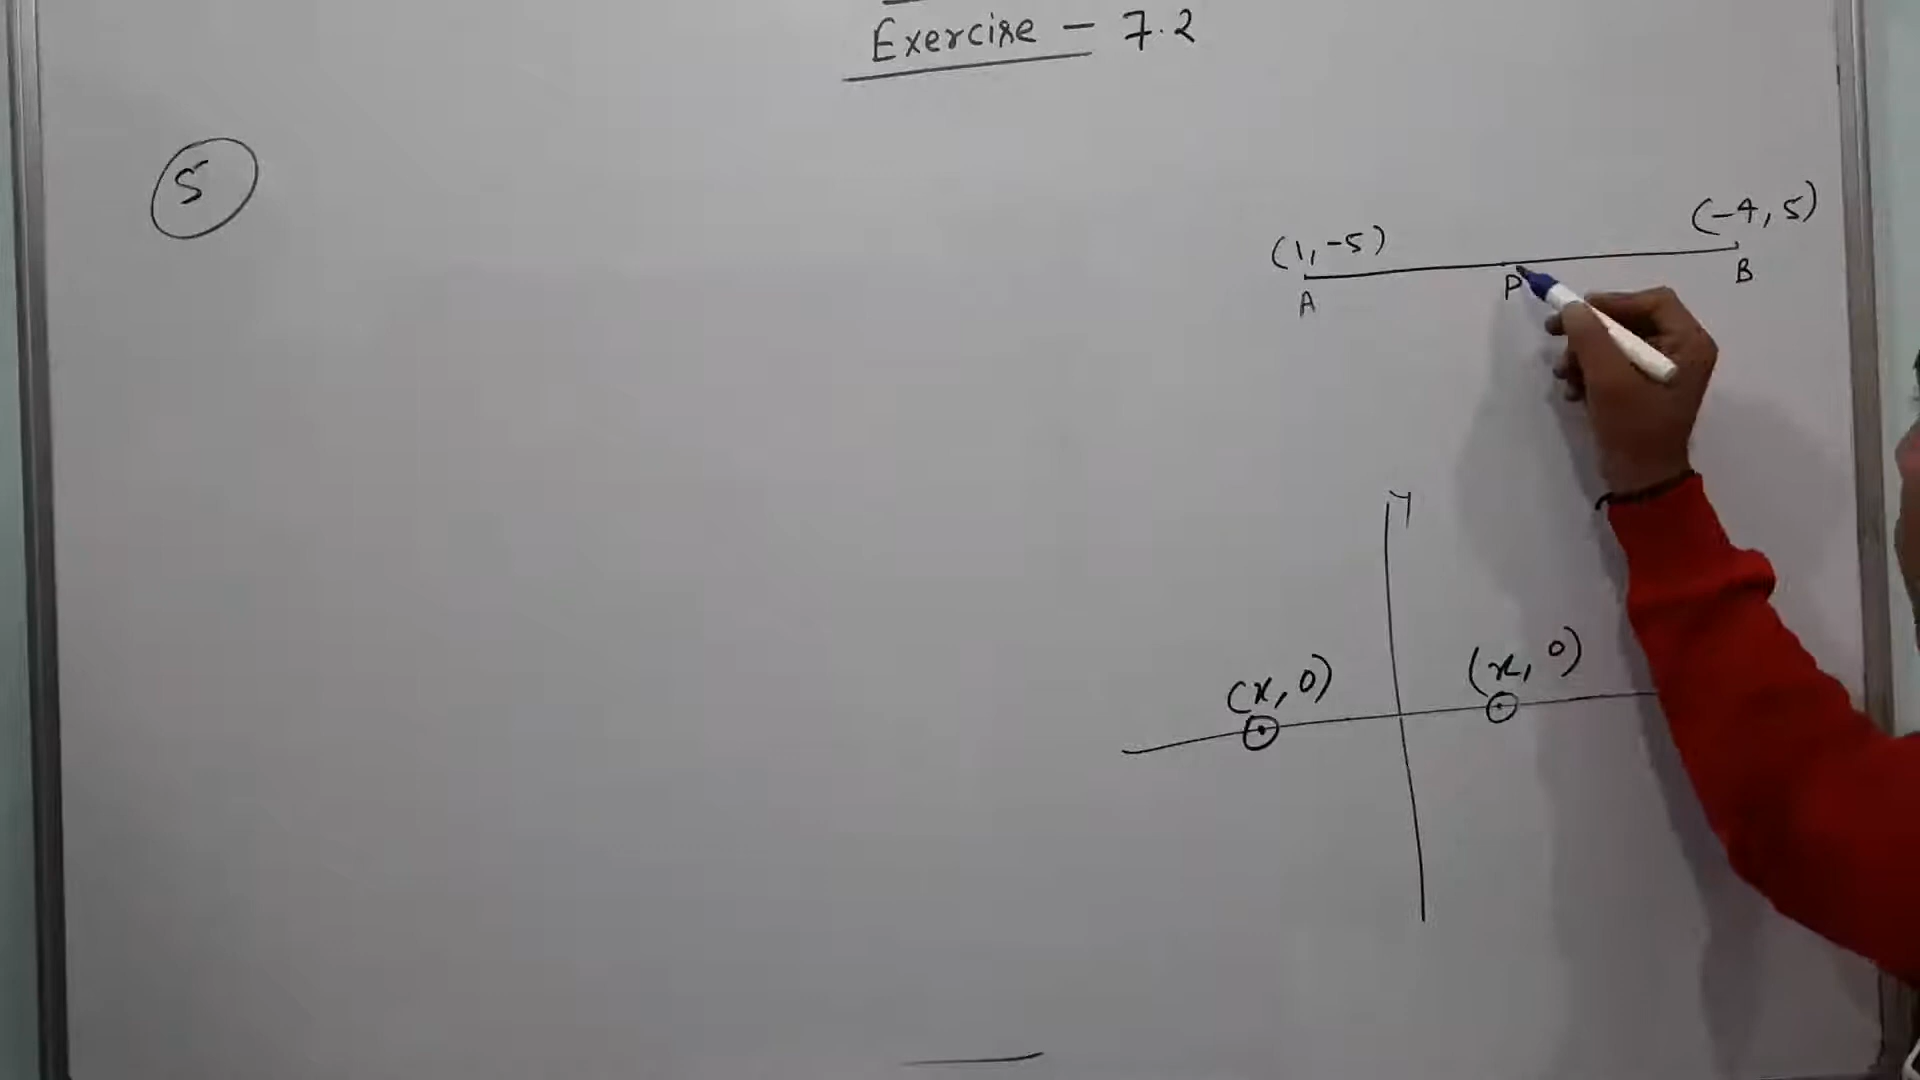 Exercise - 7.2
5
(-4, 5)
(1, -5)
A
P
B
y
(x, 0)
(x, 0)